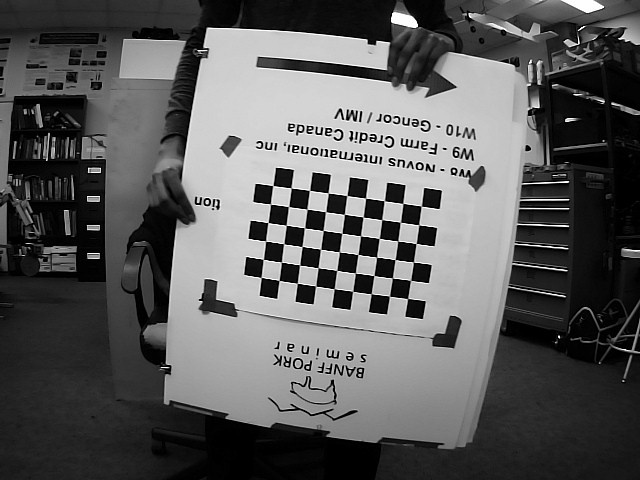 BANFF PORK
seminar
tion
W8 - Novus International, Inc
W9 - Farm Credit Canada
W10 - Gencor / IMV